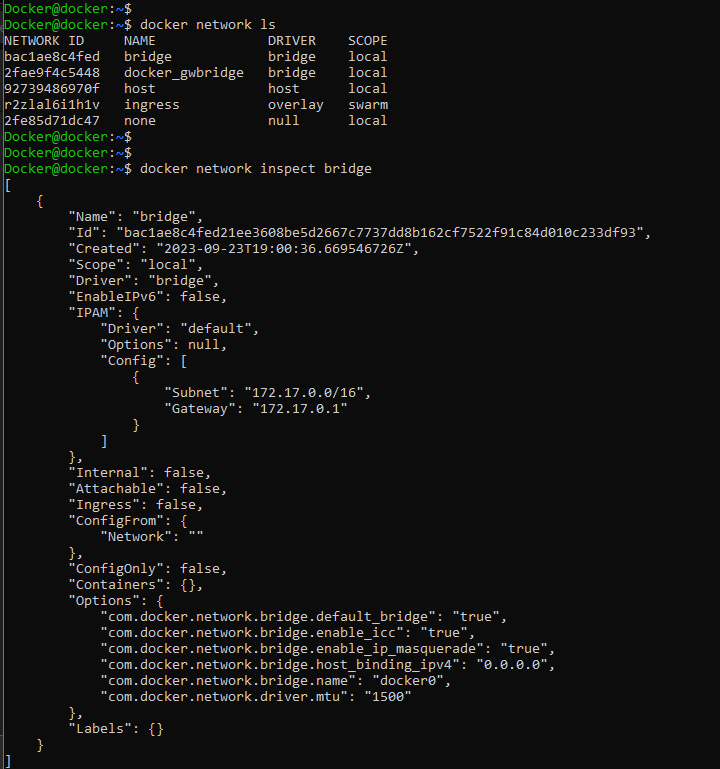 Docker@docker:~$
Docker@docker:~$ docker network ls
NETWORK ID     NAME              DRIVER    SCOPE
bac1ae8c4fed   bridge            bridge    local
2fae9f4c5448   docker_gwbridge   bridge    local
92739486970f   host              host      local
r2zlal6i1h1v   ingress           overlay   swarm
2fe85d71dc47   none              null      local
Docker@docker:~$
Docker@docker:~$
Docker@docker:~$ docker network inspect bridge
[
    {
        "Name": "bridge",
        "Id": "bac1ae8c4fed21ee3608be5d2667c7737dd8b162cf7522f91c84d010c233df93",
        "Created": "2023-09-23T19:00:36.669546726Z",
        "Scope": "local",
        "Driver": "bridge",
        "EnableIPv6": false,
        "IPAM": {
            "Driver": "default",
            "Options": null,
            "Config": [
                {
                    "Subnet": "172.17.0.0/16",
                    "Gateway": "172.17.0.1"
                }
            ]
        },
        "Internal": false,
        "Attachable": false,
        "Ingress": false,
        "ConfigFrom": {
            "Network": ""
        },
        "ConfigOnly": false,
        "Containers": {},
        "Options": {
            "com.docker.network.bridge.default_bridge": "true",
            "com.docker.network.bridge.enable_icc": "true",
            "com.docker.network.bridge.enable_ip_masquerade": "true",
            "com.docker.network.bridge.host_binding_ipv4": "0.0.0.0",
            "com.docker.network.bridge.name": "docker0",
            "com.docker.network.driver.mtu": "1500"
        },
        "Labels": {}
    }
]